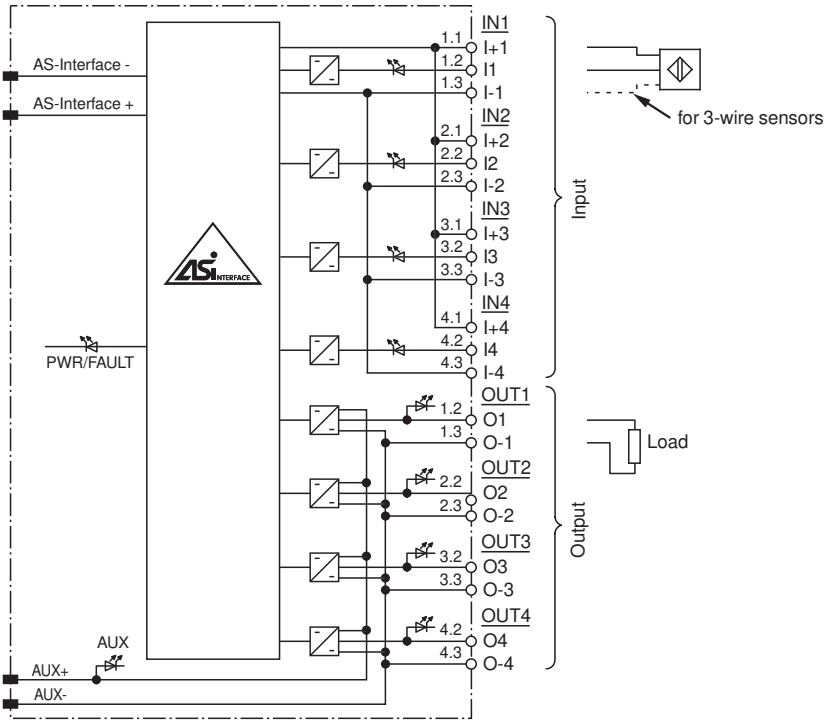 AS-Interface -
AS-Interface +
ASi INTERFACE
PWR/FAULT
AUX
AUX+
AUX-
IN1
1.1 I+1
1.2 I1
1.3 I-1
IN2
2.1 I+2
2.2 I2
2.3 I-2
IN3
3.1 I+3
3.2 I3
3.3 I-3
IN4
4.1 I+4
4.2 I4
4.3 I-4
OUT1
1.2 O1
1.3 O-1
OUT2
2.2 O2
2.3 O-2
OUT3
3.2 O3
3.3 O-3
OUT4
4.2 O4
4.3 O-4
Input
Output
for 3-wire sensors
Load